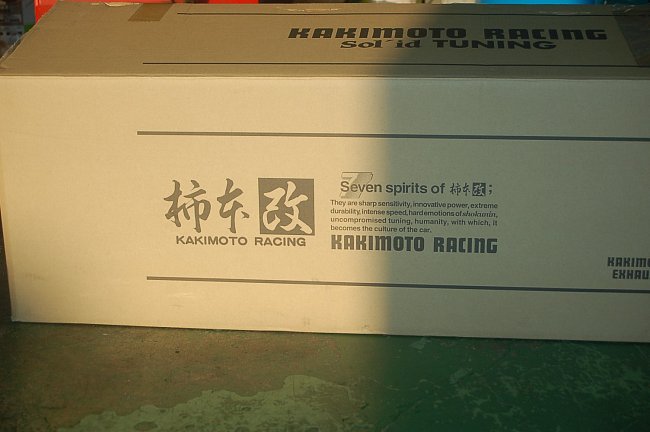 KAKIMOTO RACING
Sol'id TUNING
柿本改
KAKIMOTO RACING
7
Seven spirits of 柿本改;
They are sharp sensitivity, innovative power, extreme
durability, intense speed, hard emotions of shokunin,
uncompromised tuning, humanity, with which, it
becomes the culture of the car.
KAKIMOTO RACING
KAKIMO
EXHAU